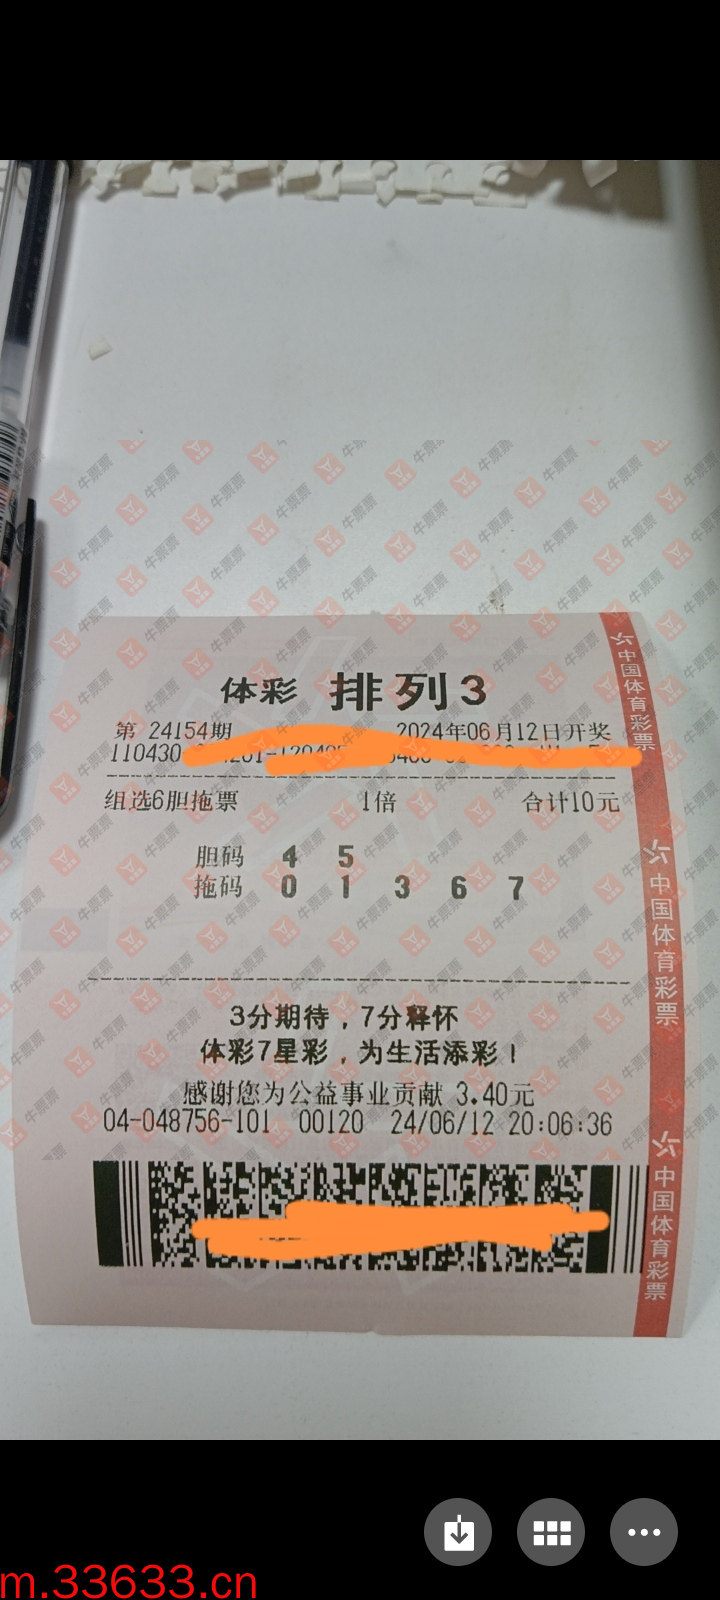 体彩 排列3
第 24154期 2024年06月12日开奖
110430
组选6胆拖票 1倍 合计10元
胆码 4 5
拖码 0 1 3 6 7
3分期待，7分释怀
体彩7星彩，为生活添彩！
感谢您为公益事业贡献 3.40元
04-048756-101 00120 24/06/12 20:06:36
中国体育彩票
中国体育彩票
中国体育彩票
牛票票
m.33633.cn